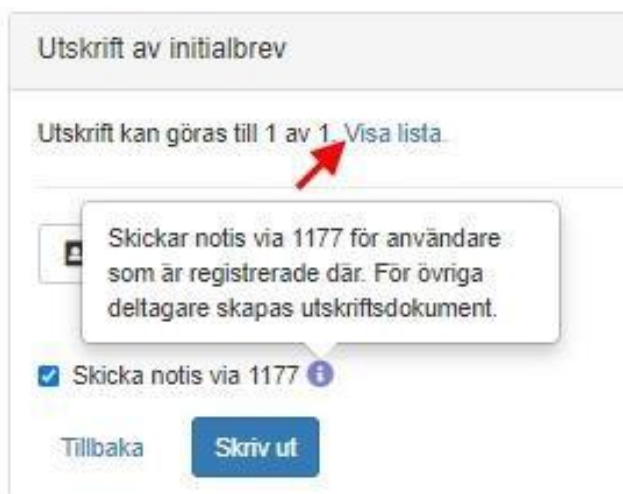 Utskrift av initialbrev
Utskrift kan göras till 1 av 1. Visa lista.
Skickar notis via 1177 för användare
som är registrerade där. För övriga
deltagare skapas utskriftsdokument.
Skicka notis via 1177
Tillbaka
Skriv ut